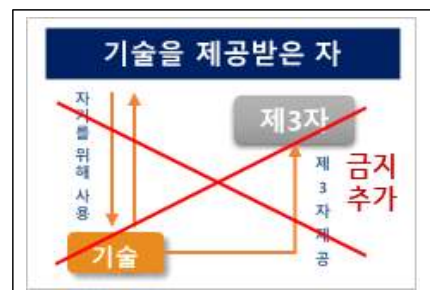 기술을 제공받은 자
자기를 위해 사용
제3자
제3자제공
금지
추가
기술